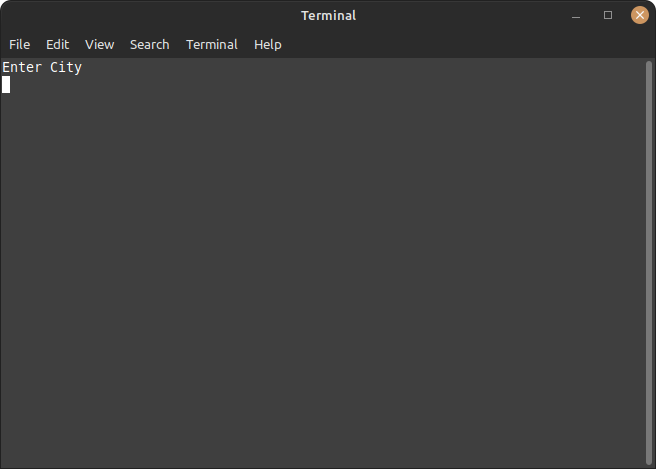 Terminal
File Edit View Search Terminal Help
Enter City